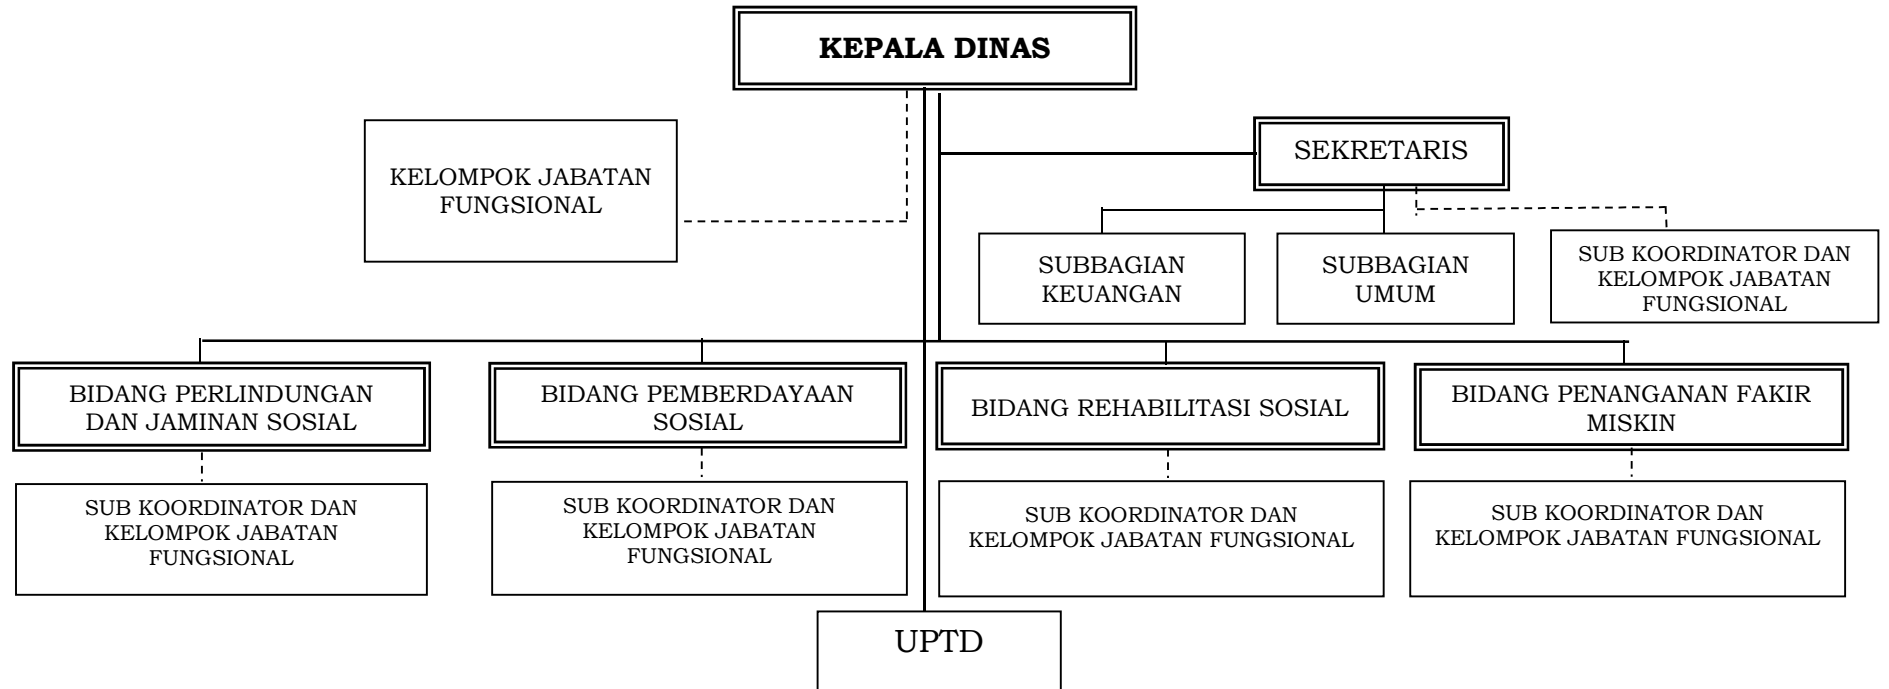 KEPALA DINAS
KELOMPOK JABATAN
FUNGSIONAL
SEKRETARIS
SUBBAGIAN
KEUANGAN
SUBBAGIAN
UMUM
SUB KOORDINATOR DAN
KELOMPOK JABATAN
FUNGSIONAL
BIDANG PERLINDUNGAN
DAN JAMINAN SOSIAL
BIDANG PEMBERDAYAAN
SOSIAL
BIDANG REHABILITASI SOSIAL
BIDANG PENANGANAN FAKIR
MISKIN
SUB KOORDINATOR DAN
KELOMPOK JABATAN
FUNGSIONAL
SUB KOORDINATOR DAN
KELOMPOK JABATAN
FUNGSIONAL
SUB KOORDINATOR DAN
KELOMPOK JABATAN FUNGSIONAL
SUB KOORDINATOR DAN
KELOMPOK JABATAN FUNGSIONAL
UPTD